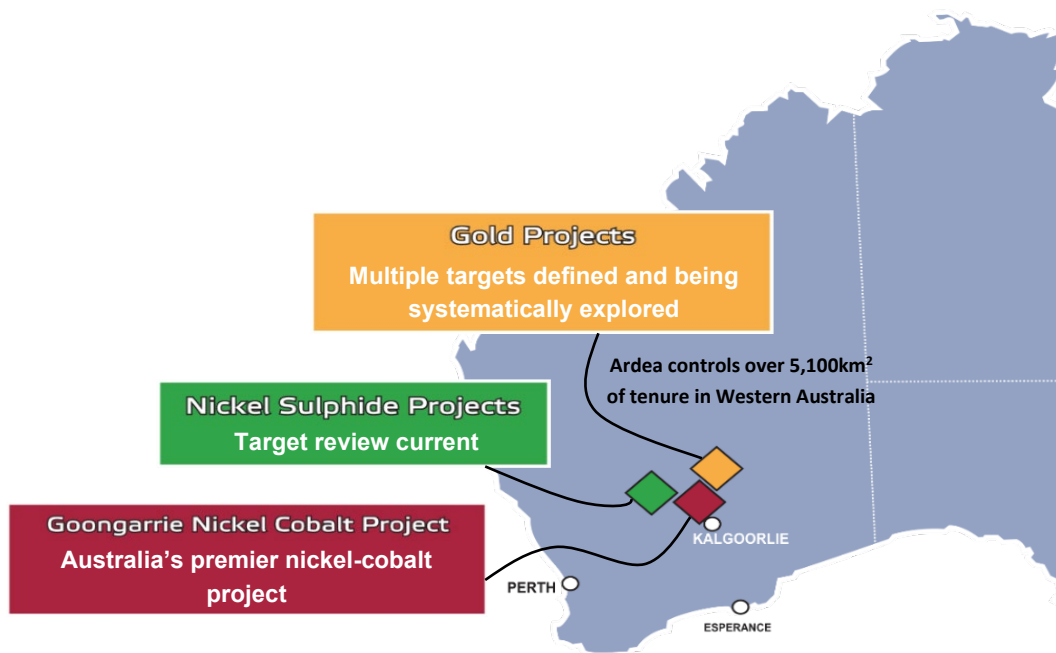 Gold Projects
Multiple targets defined and being
systematically explored
Ardea controls over 5,100km²
of tenure in Western Australia
Nickel Sulphide Projects
Target review current
Goongarrie Nickel Cobalt Project
Australia’s premier nickel-cobalt
project
KALGOORLIE
PERTH
ESPERANCE